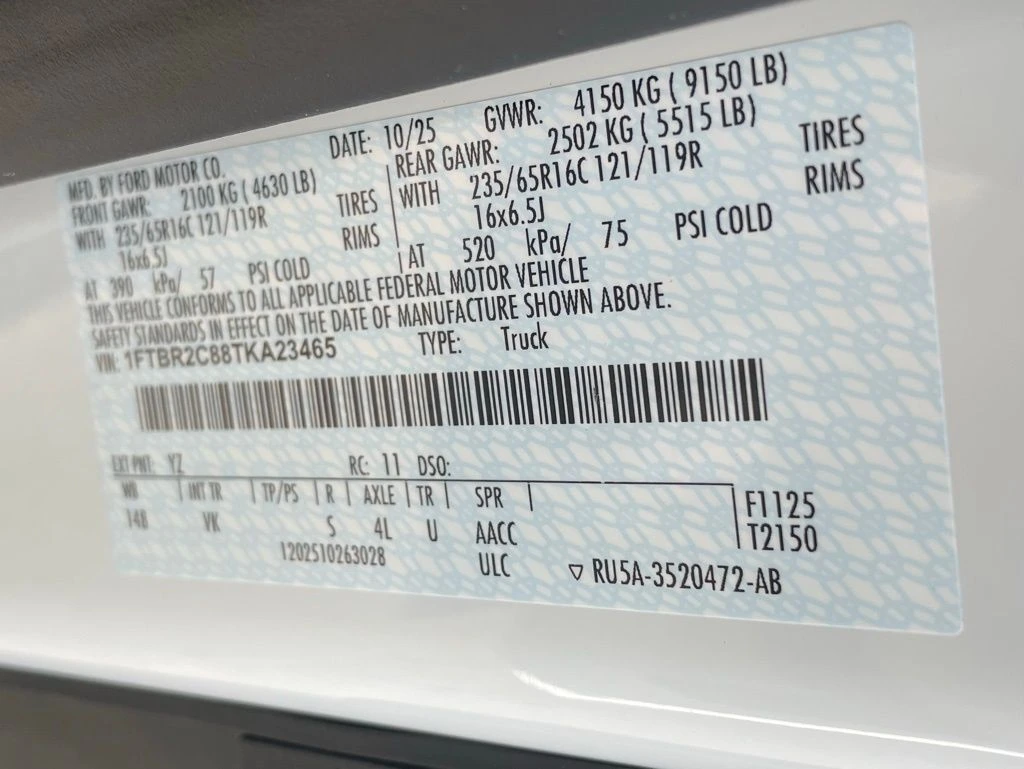 MFD. BY FORD MOTOR CO. DATE: 10/25 GVWR: 4150 KG ( 9150 LB)
FRONT GAWR: 2100 KG ( 4630 LB) REAR GAWR: 2502 KG ( 5515 LB)
WITH 235/65R16C 121/119R TIRES WITH 235/65R16C 121/119R TIRES
16x6.5J RIMS 16x6.5J RIMS
AT 390 kPa/ 57 PSI COLD AT 520 kPa/ 75 PSI COLD
THIS VEHICLE CONFORMS TO ALL APPLICABLE FEDERAL MOTOR VEHICLE
SAFETY STANDARDS IN EFFECT ON THE DATE OF MANUFACTURE SHOWN ABOVE.
VIN: 1FTBR2C88TKA23465 TYPE: Truck
EXT PNT: YZ RC: 11 DSO:
WB INT TR TP/PS R AXLE TR SPR F1125
148 VK S 4L U AACC T2150
1202510263028 ULC ▽ RU5A-3520472-AB